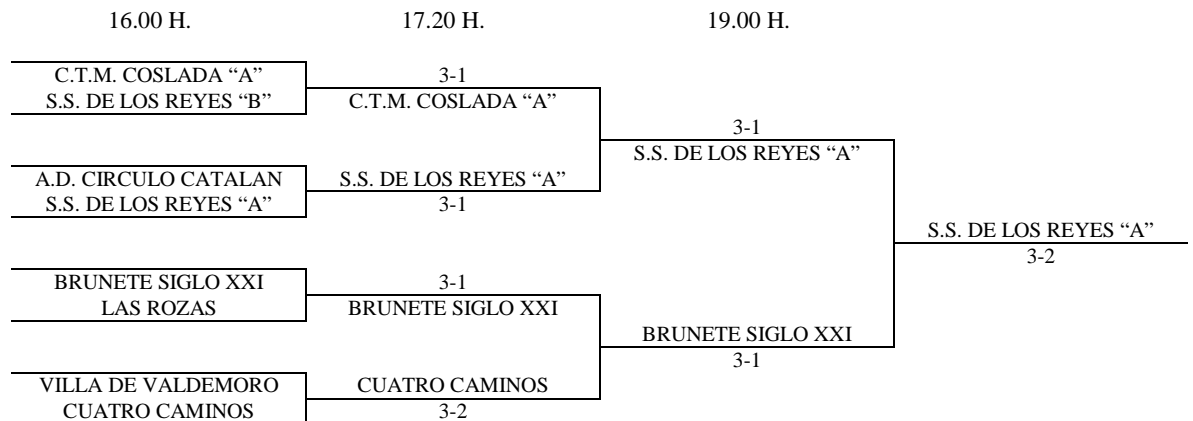 16.00 H.
17.20 H.
19.00 H.
C.T.M. COSLADA “A”
S.S. DE LOS REYES “B”
3-1
C.T.M. COSLADA “A”
3-1
S.S. DE LOS REYES “A”
A.D. CIRCULO CATALAN
S.S. DE LOS REYES “A”
S.S. DE LOS REYES “A”
3-1
S.S. DE LOS REYES “A”
3-2
BRUNETE SIGLO XXI
LAS ROZAS
3-1
BRUNETE SIGLO XXI
BRUNETE SIGLO XXI
3-1
VILLA DE VALDEMORO
CUATRO CAMINOS
CUATRO CAMINOS
3-2